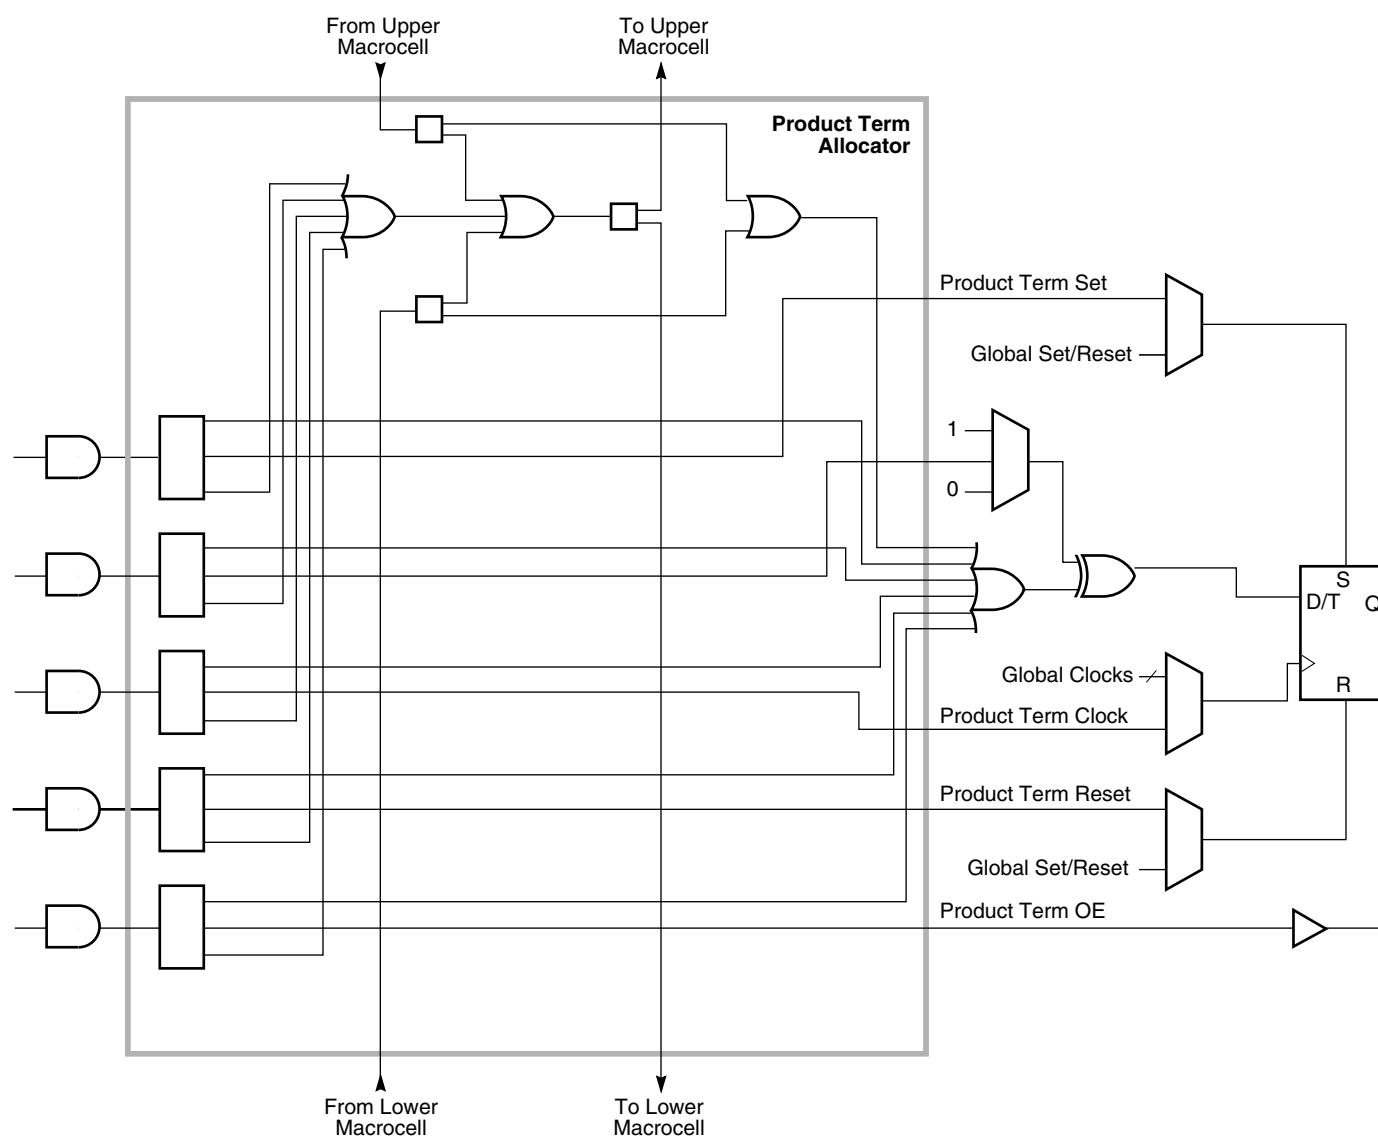 From Upper
Macrocell
To Upper
Macrocell
Product Term
Allocator
Product Term Set
Global Set/Reset
1
0
S
D/T Q
Global Clocks
R
Product Term Clock
Product Term Reset
Global Set/Reset
Product Term OE
From Lower
Macrocell
To Lower
Macrocell